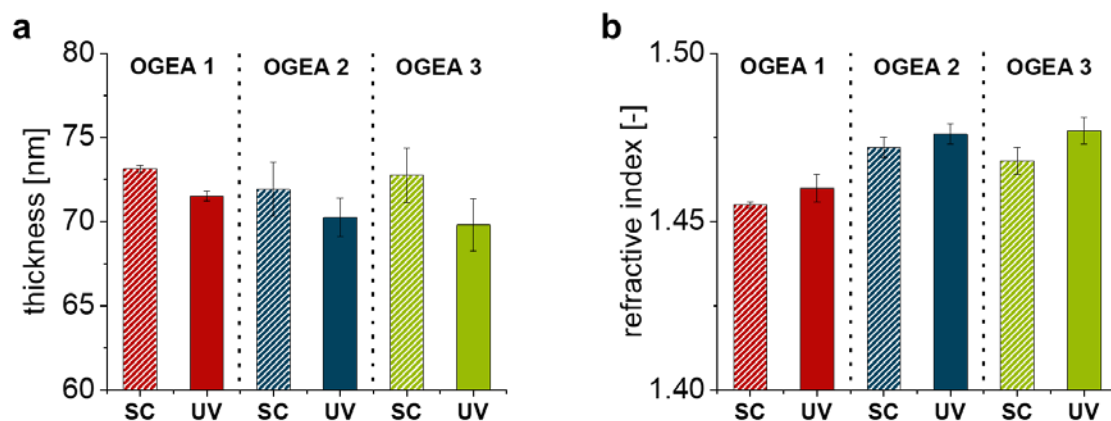 a
80
75
70
65
60
thickness [nm]
OGEA 1 OGEA 2 OGEA 3
SC UV SC UV SC UV
b
1.50
1.45
1.40
refractive index [-]
OGEA 1 OGEA 2 OGEA 3
SC UV SC UV SC UV